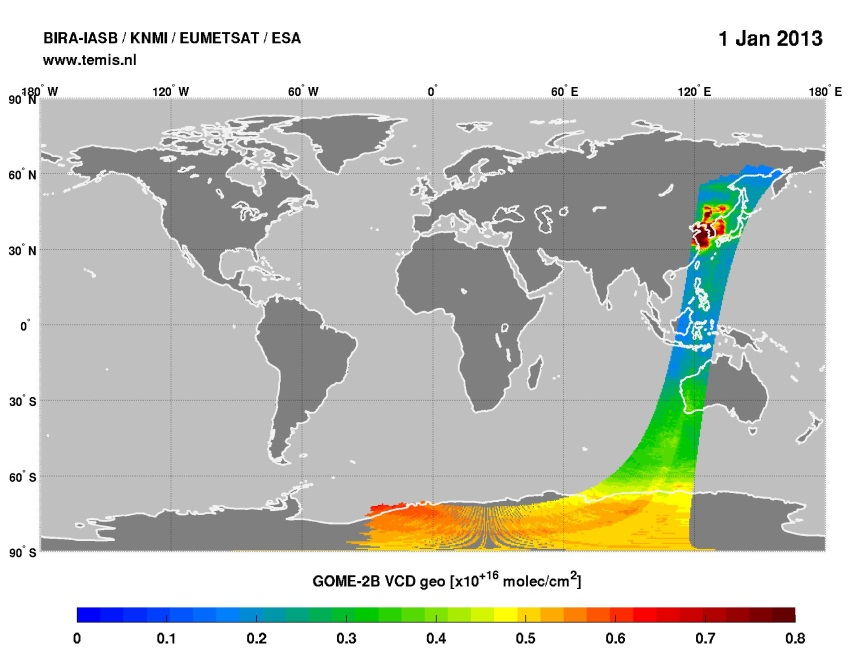 BIRA-IASB / KNMI / EUMETSAT / ESA
1 Jan 2013
www.temis.nl
180° W 120° W 60° W 0° 60° E 120° E 180° E
90° N
60° N
30° N
0°
30° S
60° S
90° S
GOME-2B VCD geo [x10⁺¹⁶ molec/cm²]
0 0.1 0.2 0.3 0.4 0.5 0.6 0.7 0.8